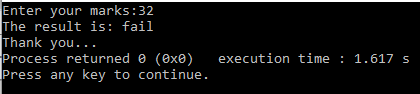 Enter your marks:32
The result is: fail
Thank you...
Process returned 0 (0x0)   execution time : 1.617 s
Press any key to continue.